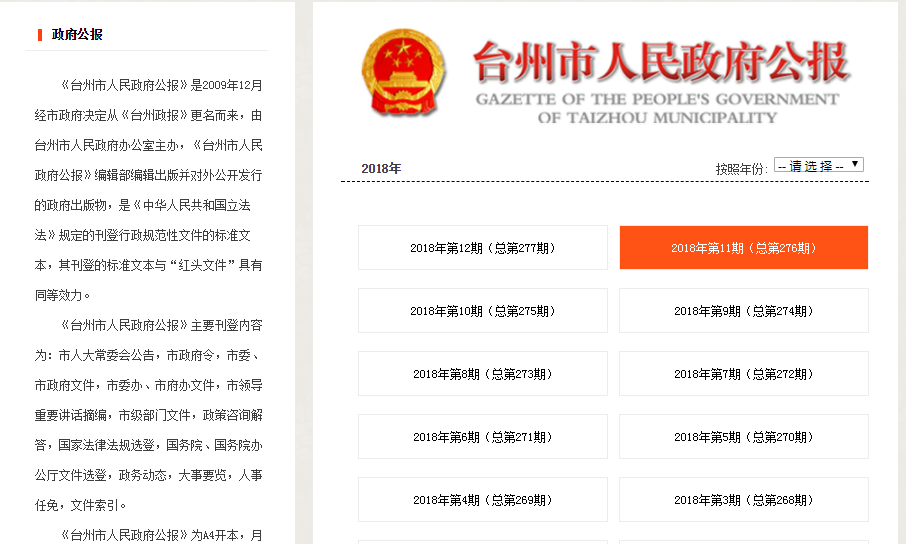 政府公报
《台州市人民政府公报》是2009年12月
经市政府决定从《台州政报》更名而来，由
台州市人民政府办公室主办，《台州市人民
政府公报》编辑部编辑出版并对外公开发行
的政府出版物，是《中华人民共和国立法
法》规定的刊登行政规范性文件的标准文
本，其刊登的标准文本与“红头文件”具有
同等效力。
《台州市人民政府公报》主要刊登内容
为：市人大常委会公告，市政府令，市委、
市政府文件，市委办、市府办文件，市领导
重要讲话摘编，市级部门文件，政策咨询解
答，国家法律法规选登，国务院、国务院办
公厅文件选登，政务动态，大事要览，人事
任免，文件索引。
《台州市人民政府公报》为A4开本，月
台州市人民政府公报
GAZETTE OF THE PEOPLE'S GOVERNMENT
OF TAIZHOU MUNICIPALITY
2018年
按照年份：
-- 请 选 择 --
2018年第12期（总第277期）
2018年第11期（总第276期）
2018年第10期（总第275期）
2018年第9期（总第274期）
2018年第8期（总第273期）
2018年第7期（总第272期）
2018年第6期（总第271期）
2018年第5期（总第270期）
2018年第4期（总第269期）
2018年第3期（总第268期）